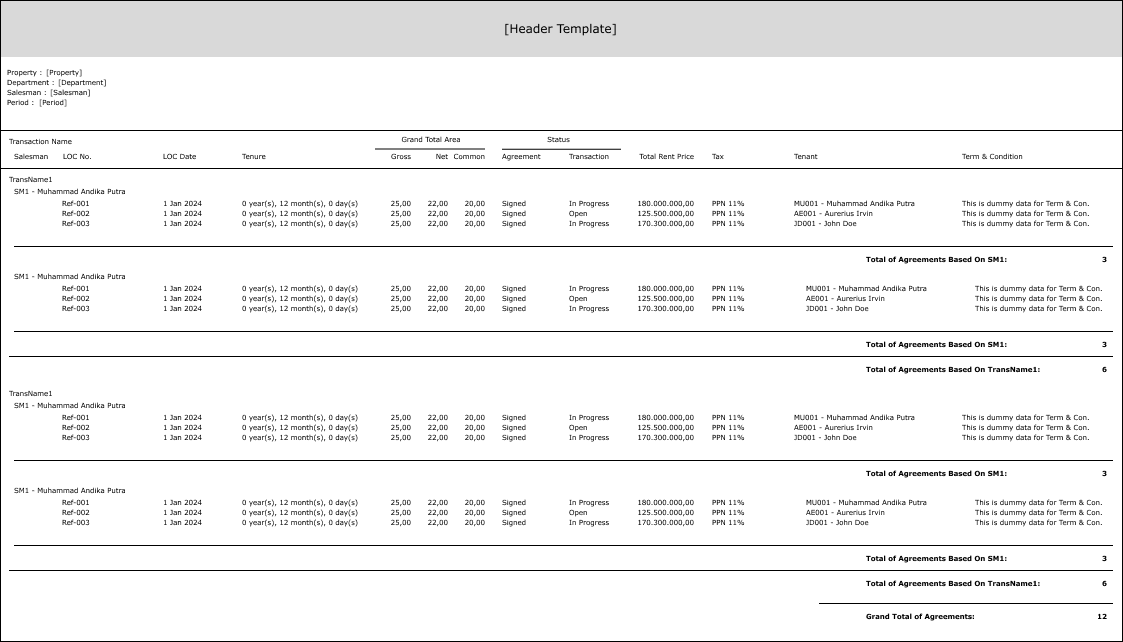 [Header Template]
Property : [Property]
Department : [Department]
Salesman : [Salesman]
Period : [Period]
Transaction Name Grand Total Area Status
Salesman LOC No. LOC Date Tenure Gross Net Common Agreement Transaction Total Rent Price Tax Tenant Term & Condition
TransName1
SM1 - Muhammad Andika Putra
Ref-001 1 Jan 2024 0 year(s), 12 month(s), 0 day(s) 25,00 22,00 20,00 Signed In Progress 180.000.000,00 PPN 11% MU001 - Muhammad Andika Putra This is dummy data for Term & Con.
Ref-002 1 Jan 2024 0 year(s), 12 month(s), 0 day(s) 25,00 22,00 20,00 Signed Open 125.500.000,00 PPN 11% AE001 - Aurerius Irvin This is dummy data for Term & Con.
Ref-003 1 Jan 2024 0 year(s), 12 month(s), 0 day(s) 25,00 22,00 20,00 Signed In Progress 170.300.000,00 PPN 11% JD001 - John Doe This is dummy data for Term & Con.
Total of Agreements Based On SM1: 3
SM1 - Muhammad Andika Putra
Ref-001 1 Jan 2024 0 year(s), 12 month(s), 0 day(s) 25,00 22,00 20,00 Signed In Progress 180.000.000,00 PPN 11% MU001 - Muhammad Andika Putra This is dummy data for Term & Con.
Ref-002 1 Jan 2024 0 year(s), 12 month(s), 0 day(s) 25,00 22,00 20,00 Signed Open 125.500.000,00 PPN 11% AE001 - Aurerius Irvin This is dummy data for Term & Con.
Ref-003 1 Jan 2024 0 year(s), 12 month(s), 0 day(s) 25,00 22,00 20,00 Signed In Progress 170.300.000,00 PPN 11% JD001 - John Doe This is dummy data for Term & Con.
Total of Agreements Based On SM1: 3
Total of Agreements Based On TransName1: 6
TransName1
SM1 - Muhammad Andika Putra
Ref-001 1 Jan 2024 0 year(s), 12 month(s), 0 day(s) 25,00 22,00 20,00 Signed In Progress 180.000.000,00 PPN 11% MU001 - Muhammad Andika Putra This is dummy data for Term & Con.
Ref-002 1 Jan 2024 0 year(s), 12 month(s), 0 day(s) 25,00 22,00 20,00 Signed Open 125.500.000,00 PPN 11% AE001 - Aurerius Irvin This is dummy data for Term & Con.
Ref-003 1 Jan 2024 0 year(s), 12 month(s), 0 day(s) 25,00 22,00 20,00 Signed In Progress 170.300.000,00 PPN 11% JD001 - John Doe This is dummy data for Term & Con.
Total of Agreements Based On SM1: 3
SM1 - Muhammad Andika Putra
Ref-001 1 Jan 2024 0 year(s), 12 month(s), 0 day(s) 25,00 22,00 20,00 Signed In Progress 180.000.000,00 PPN 11% MU001 - Muhammad Andika Putra This is dummy data for Term & Con.
Ref-002 1 Jan 2024 0 year(s), 12 month(s), 0 day(s) 25,00 22,00 20,00 Signed Open 125.500.000,00 PPN 11% AE001 - Aurerius Irvin This is dummy data for Term & Con.
Ref-003 1 Jan 2024 0 year(s), 12 month(s), 0 day(s) 25,00 22,00 20,00 Signed In Progress 170.300.000,00 PPN 11% JD001 - John Doe This is dummy data for Term & Con.
Total of Agreements Based On SM1: 3
Total of Agreements Based On TransName1: 6
Grand Total of Agreements: 12